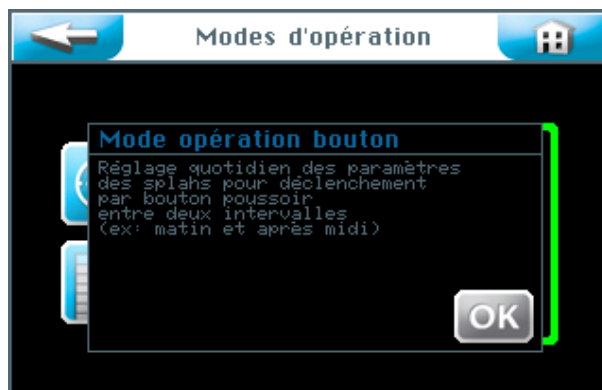 Modes d'opération
Mode opération bouton
Réglage quotidien des paramètres
des splahs pour déclenchement
par bouton poussoir
entre deux intervalles
(ex: matin et après midi)
OK